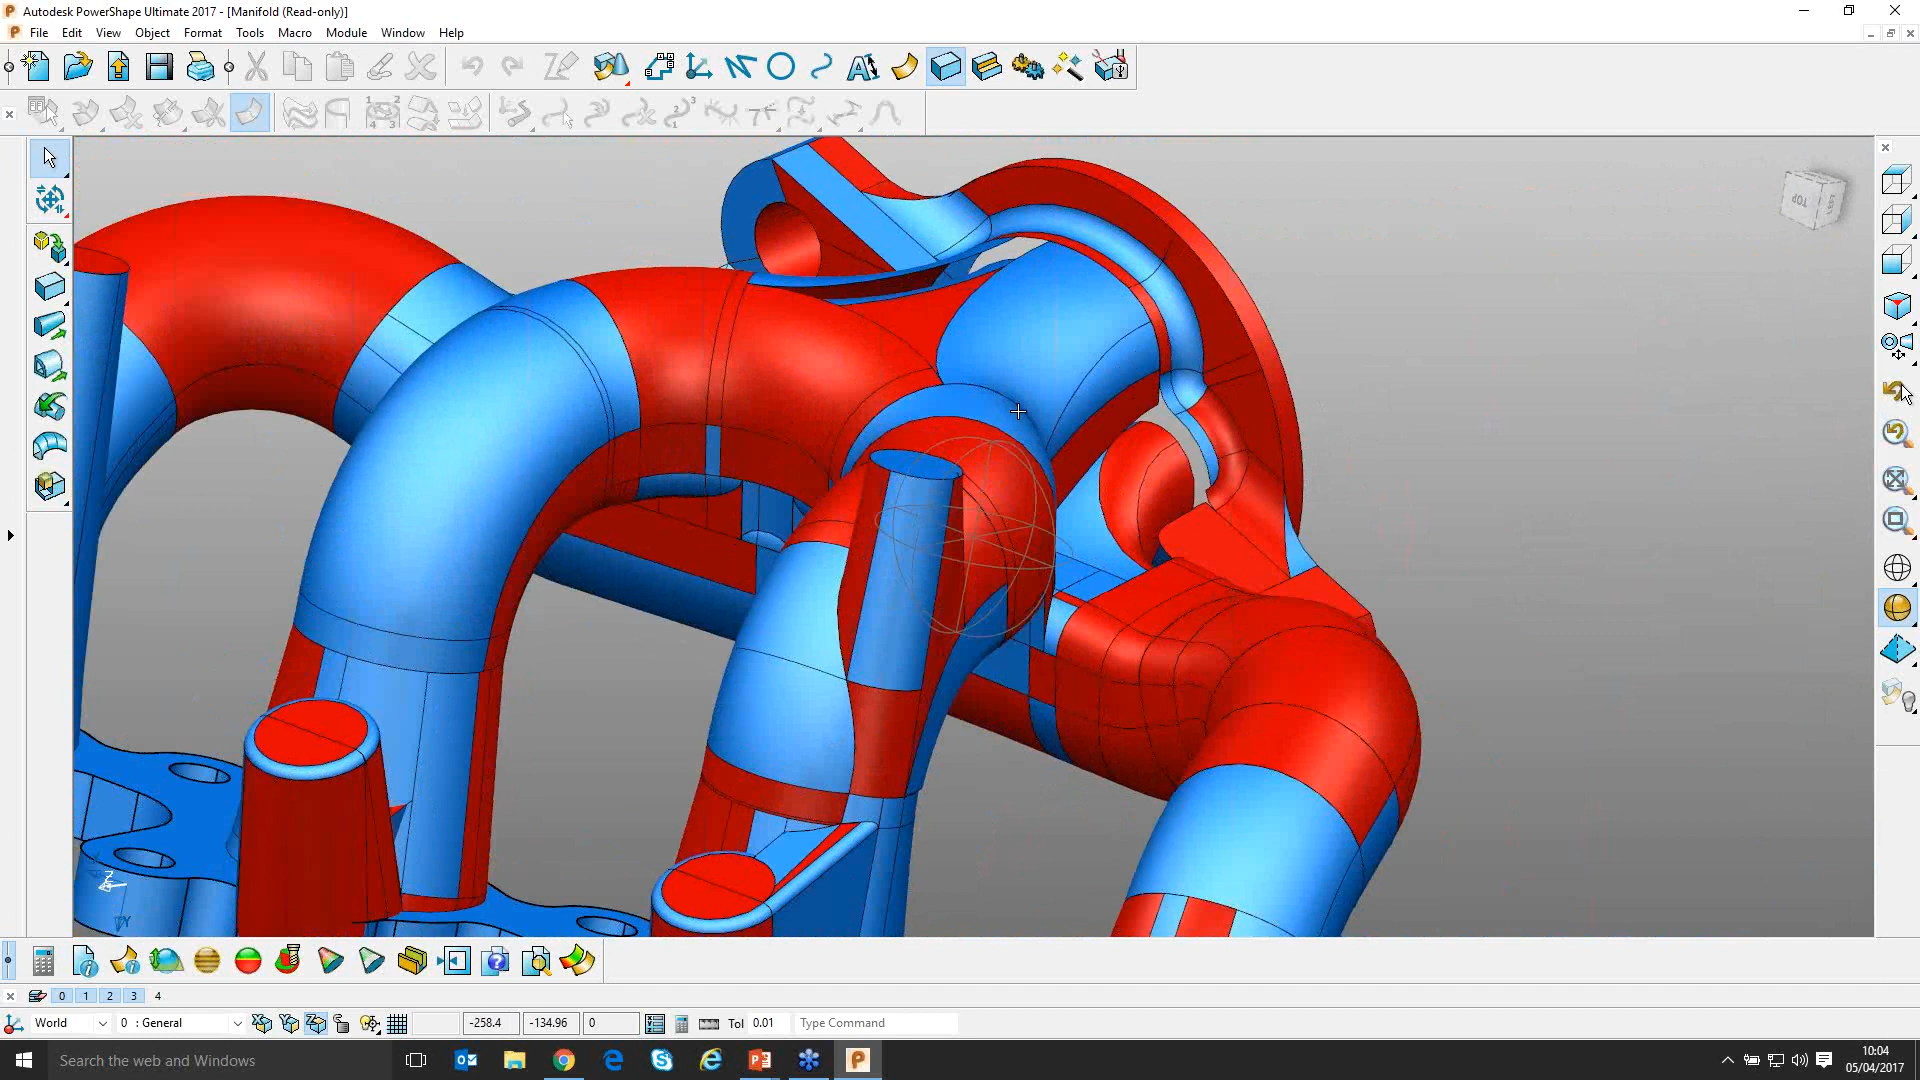 Autodesk PowerShape Ultimate 2017 - [Manifold (Read-only)]
File Edit View Object Format Tools Macro Module Window Help
TOP
LEFT
Z
Y
0 1 2 3 4
World 0 : General -258.4 -134.96 0 Tol 0.01 Type Command
Search the web and Windows
10:04
05/04/2017